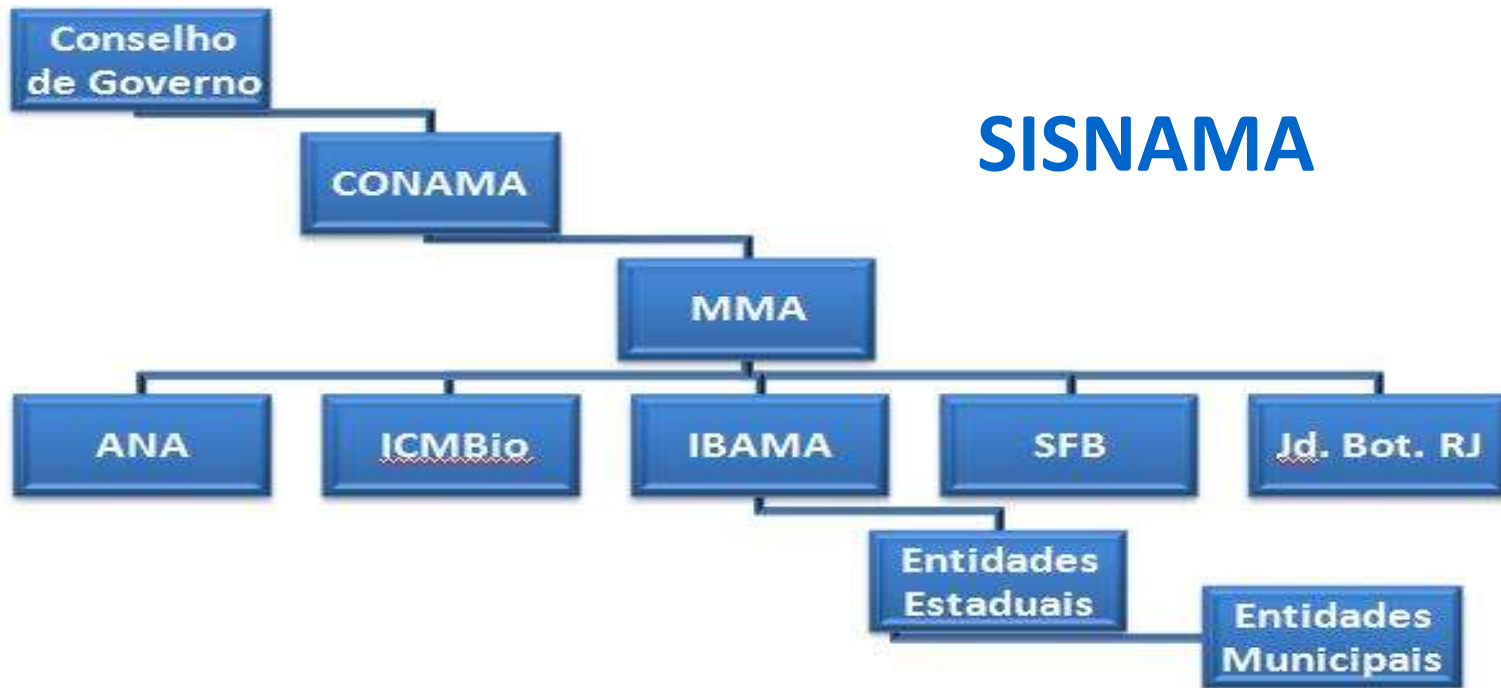 Conselho
de Governo
SISNAMA
CONAMA
MMA
ANA
ICMBio
IBAMA
SFB
Jd. Bot. RJ
Entidades
Estaduais
Entidades
Municipais